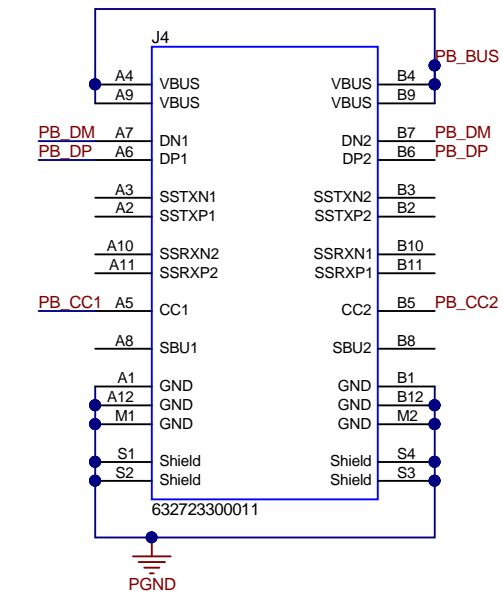 J4
PB_BUS
A4 VBUS VBUS B4
A9 VBUS VBUS B9
PB_DM A7 DN1 DN2 B7 PB_DM
PB_DP A6 DP1 DP2 B6 PB_DP
A3 SSTXN1 SSTXN2 B3
A2 SSTXP1 SSTXP2 B2
A10 SSRXN2 SSRXN1 B10
A11 SSRXP2 SSRXP1 B11
PB_CC1 A5 CC1 CC2 B5 PB_CC2
A8 SBU1 SBU2 B8
A1 GND GND B1
A12 GND GND B12
M1 GND GND M2
S1 Shield Shield S4
S2 Shield Shield S3
632723300011
PGND